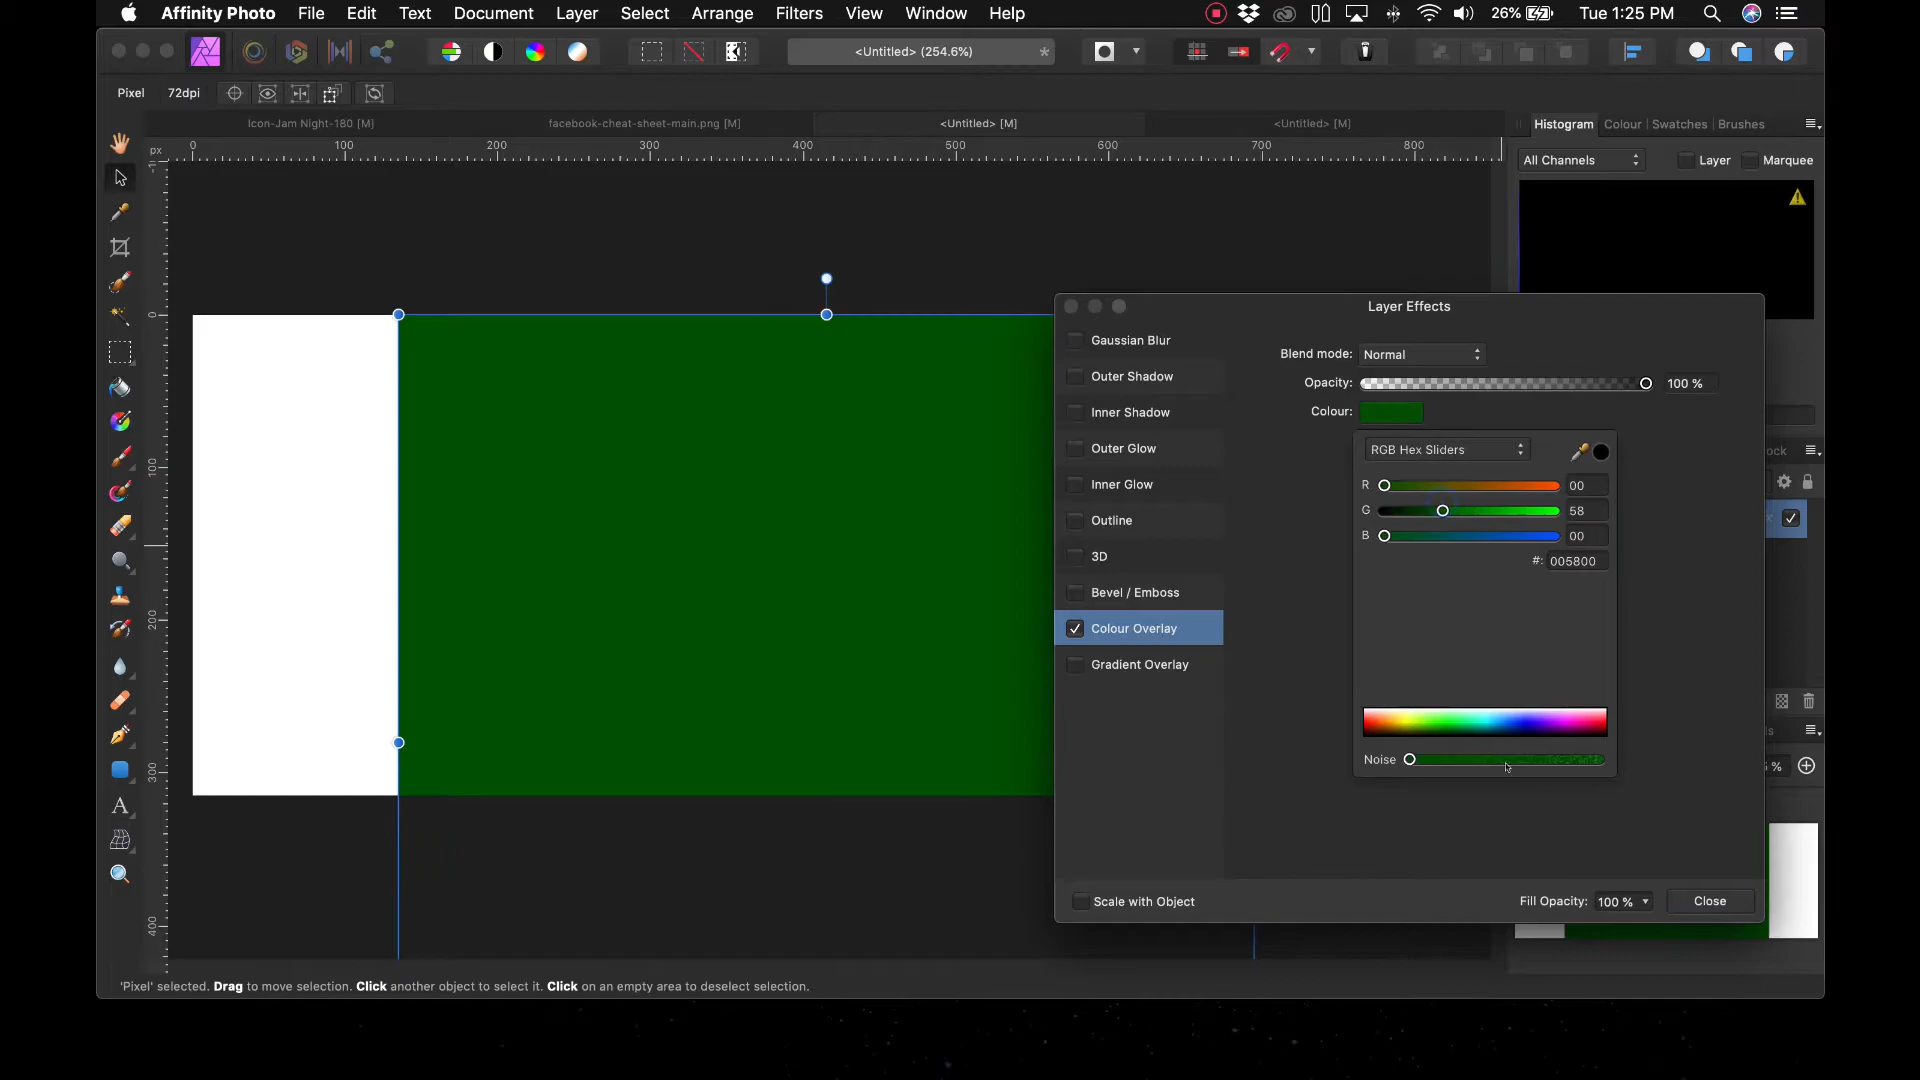 Affinity Photo File Edit Text Document Layer Select Arrange Filters View Window Help 26% Tue 1:25 PM
<Untitled> (254.6%) *
Pixel 72dpi
Icon-Jam Night-180 [M] facebook-cheat-sheet-main.png [M] <Untitled> [M] <Untitled> [M]
Histogram Colour Swatches Brushes
px 0 100 200 300 400 500 600 700 800
All Channels Layer Marquee
0
100
200
300
400
Layer Effects
Gaussian Blur
Outer Shadow
Inner Shadow
Outer Glow
Inner Glow
Outline
3D
Bevel / Emboss
Colour Overlay
Gradient Overlay
Blend mode: Normal
Opacity: 100 %
Colour:
RGB Hex Sliders
R 00
G 58
B 00
#: 005800
Noise
Scale with Object
Fill Opacity: 100 % Close
ock
%
'Pixel' selected. Drag to move selection. Click another object to select it. Click on an empty area to deselect selection.